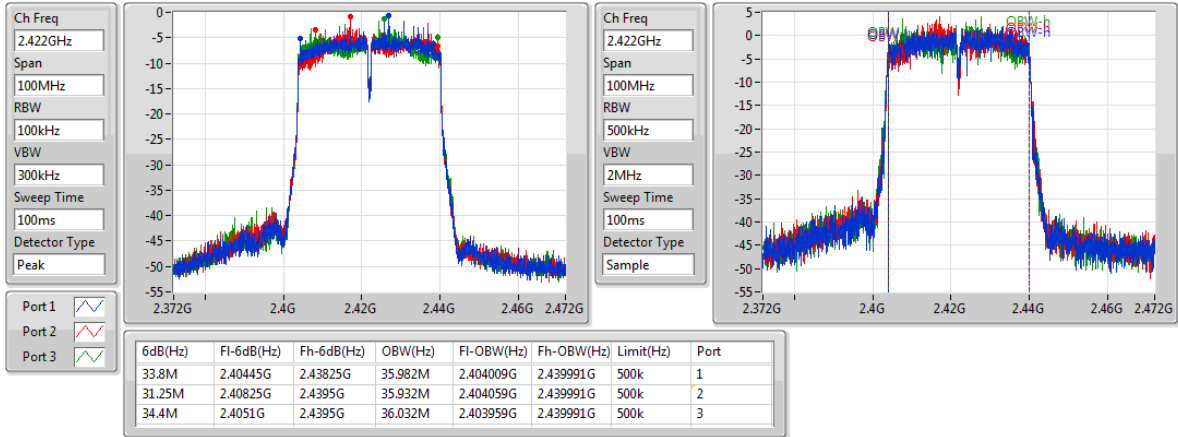 Ch Freq
2.422GHz
Span
100MHz
RBW
100kHz
VBW
300kHz
Sweep Time
100ms
Detector Type
Peak
0-
-5-
-10-
-15-
-20-
-25-
-30-
-35-
-40-
-45-
-50-
-55-
2.372G 2.4G 2.42G 2.44G 2.46G 2.472G
Port 1
Port 2
Port 3
Ch Freq
2.422GHz
Span
100MHz
RBW
500kHz
VBW
2MHz
Sweep Time
100ms
Detector Type
Sample
5-
0-
-5-
-10-
-15-
-20-
-25-
-30-
-35-
-40-
-45-
-50-
-55-
OBW-h
OBW-h
2.372G 2.4G 2.42G 2.44G 2.46G 2.472G
6dB(Hz) Fl-6dB(Hz) Fh-6dB(Hz) OBW(Hz) Fl-OBW(Hz) Fh-OBW(Hz) Limit(Hz) Port
33.8M 2.40445G 2.43825G 35.982M 2.404009G 2.439991G 500k 1
31.25M 2.40825G 2.4395G 35.932M 2.404059G 2.439991G 500k 2
34.4M 2.4051G 2.4395G 36.032M 2.403959G 2.439991G 500k 3